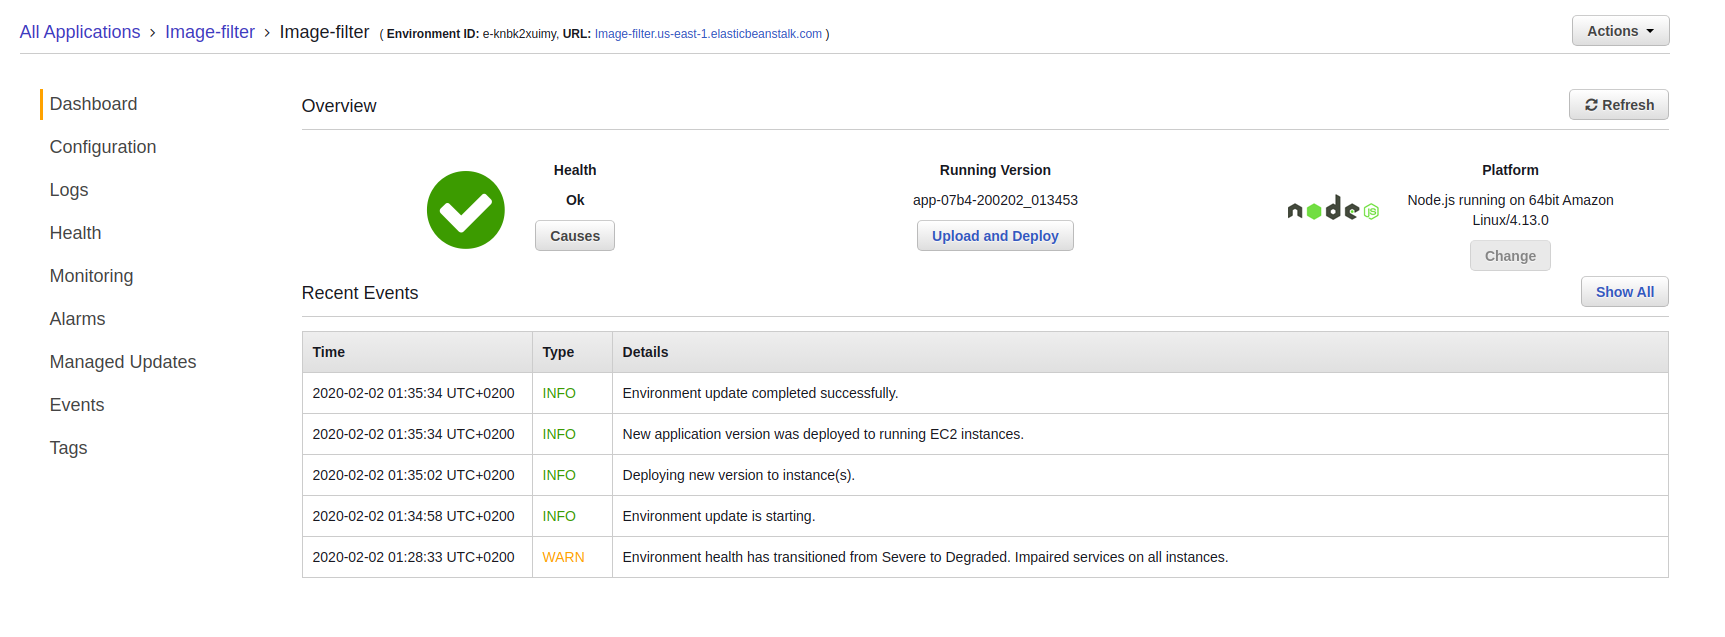 All Applications › Image-filter › Image-filter ( Environment ID: e-knbk2xuimy, URL: Image-filter.us-east-1.elasticbeanstalk.com )
Actions
Dashboard
Configuration
Logs
Health
Monitoring
Alarms
Managed Updates
Events
Tags
Overview
Refresh
Health
Ok
Causes
Running Version
app-07b4-200202_013453
Upload and Deploy
node JS
Platform
Node.js running on 64bit Amazon
Linux/4.13.0
Change
Recent Events
Show All
Time Type Details
2020-02-02 01:35:34 UTC+0200 INFO Environment update completed successfully.
2020-02-02 01:35:34 UTC+0200 INFO New application version was deployed to running EC2 instances.
2020-02-02 01:35:02 UTC+0200 INFO Deploying new version to instance(s).
2020-02-02 01:34:58 UTC+0200 INFO Environment update is starting.
2020-02-02 01:28:33 UTC+0200 WARN Environment health has transitioned from Severe to Degraded. Impaired services on all instances.